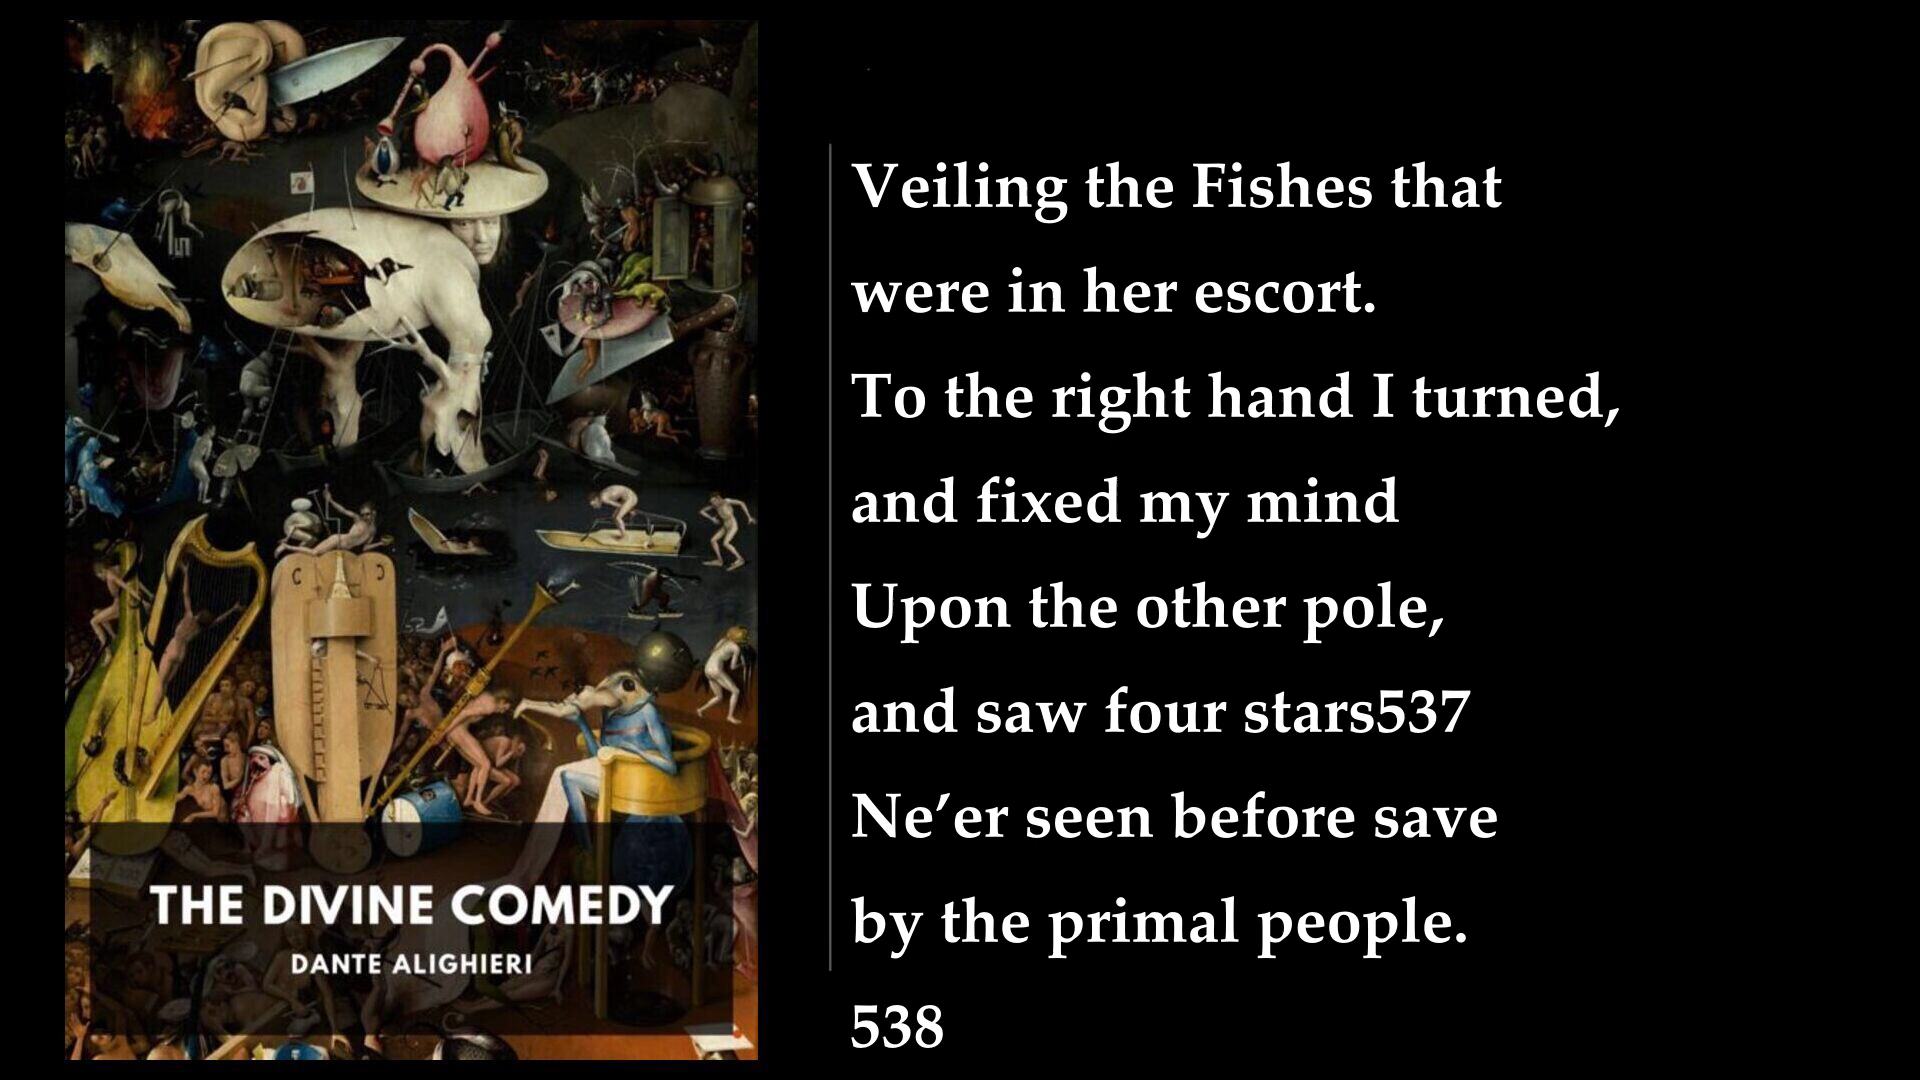 THE DIVINE COMEDY
DANTE ALIGHIERI
Veiling the Fishes that
were in her escort.
To the right hand I turned,
and fixed my mind
Upon the other pole,
and saw four stars537
Ne’er seen before save
by the primal people.
538